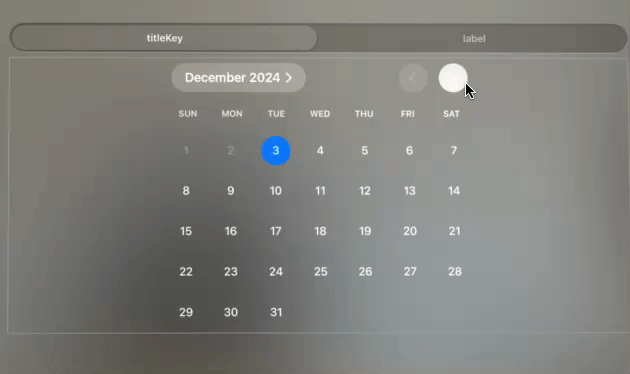 titleKey label
December 2024
SUN MON TUE WED THU FRI SAT
1 2 3 4 5 6 7
8 9 10 11 12 13 14
15 16 17 18 19 20 21
22 23 24 25 26 27 28
29 30 31